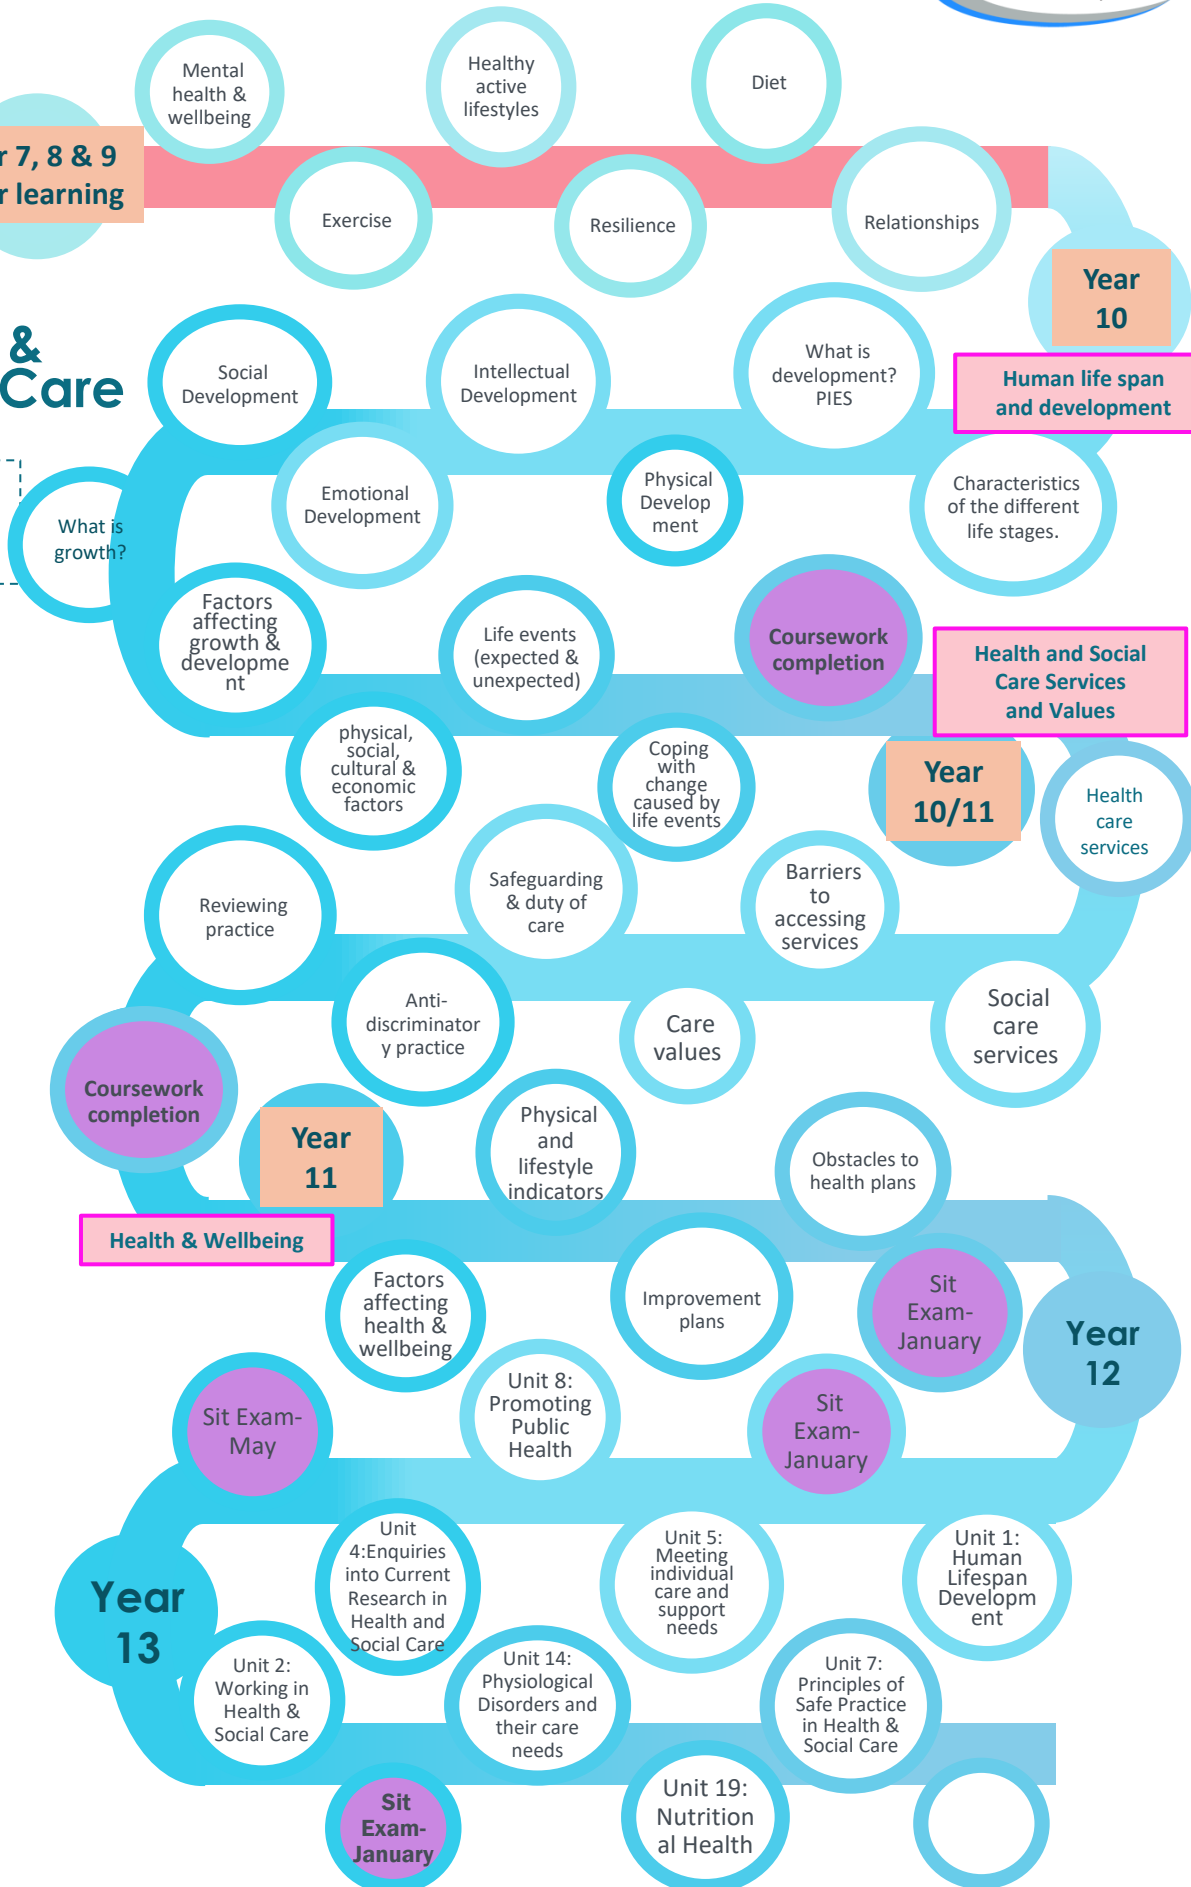 Mental
health &
wellbeing
Healthy
active
lifestyles
Diet
r 7, 8 & 9
r learning
Exercise
Resilience
Relationships
Year
10
Human life span
and development
&
Care
Social
Development
Intellectual
Development
What is
development?
PIES
What is
growth?
Emotional
Development
Physical
Develop
ment
Characteristics
of the different
life stages.
Factors
affecting
growth &
developme
nt
Life events
(expected &
unexpected)
Coursework
completion
Health and Social
Care Services
and Values
physical,
social,
cultural &
economic
factors
Coping
with
change
caused by
life events
Year
10/11
Health
care
services
Reviewing
practice
Safeguarding
& duty of
care
Barriers
to
accessing
services
Anti-
discriminator
y practice
Care
values
Social
care
services
Coursework
completion
Year
11
Physical
and
lifestyle
indicators
Obstacles to
health plans
Health & Wellbeing
Factors
affecting
health &
wellbeing
Improvement
plans
Sit
Exam-
January
Year
12
Sit Exam-
May
Unit 8:
Promoting
Public
Health
Sit
Exam-
January
Unit
4:Enquiries
into Current
Research in
Health and
Social Care
Unit 5:
Meeting
individual
care and
support
needs
Unit 1:
Human
Lifespan
Developm
ent
Year
13
Unit 2:
Working in
Health &
Social Care
Unit 14:
Physiological
Disorders and
their care
needs
Unit 7:
Principles of
Safe Practice
in Health &
Social Care
Sit
Exam-
January
Unit 19:
Nutrition
al Health